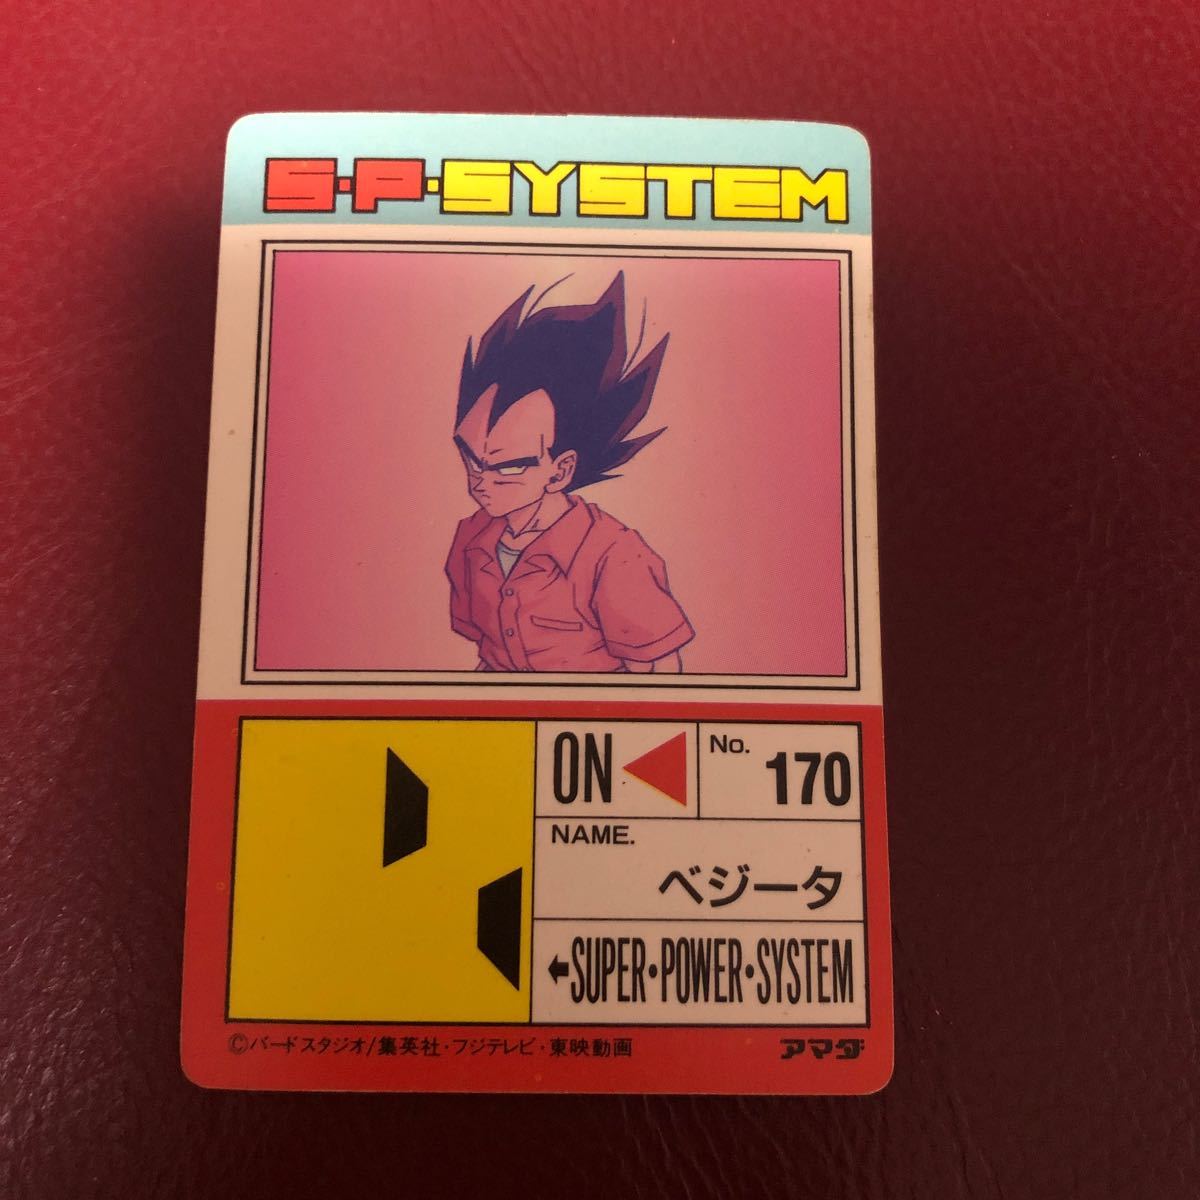 S・P・SYSTEM
ON
No. 170
NAME.
ベジータ
←SUPER・POWER・SYSTEM
©バードスタジオ/集英社・フジテレビ・東映動画
アマダ